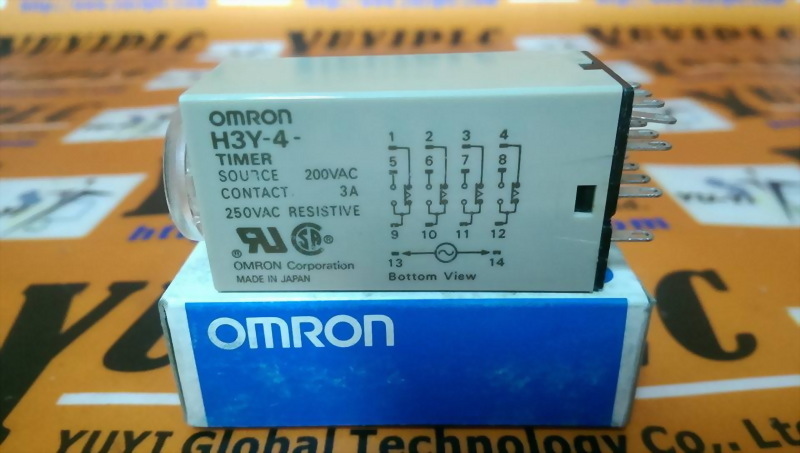 YEYIPLC
OMRON
H3Y-4-
TIMER
SOURCE 200VAC
CONTACT 3A
250VAC RESISTIVE
OMRON Corporation
MADE IN JAPAN
1 2 3 4
5 6 7 8
9 10 11 12
13 14
Bottom View
OMRON
YUYI Global Technology Co., Ltd